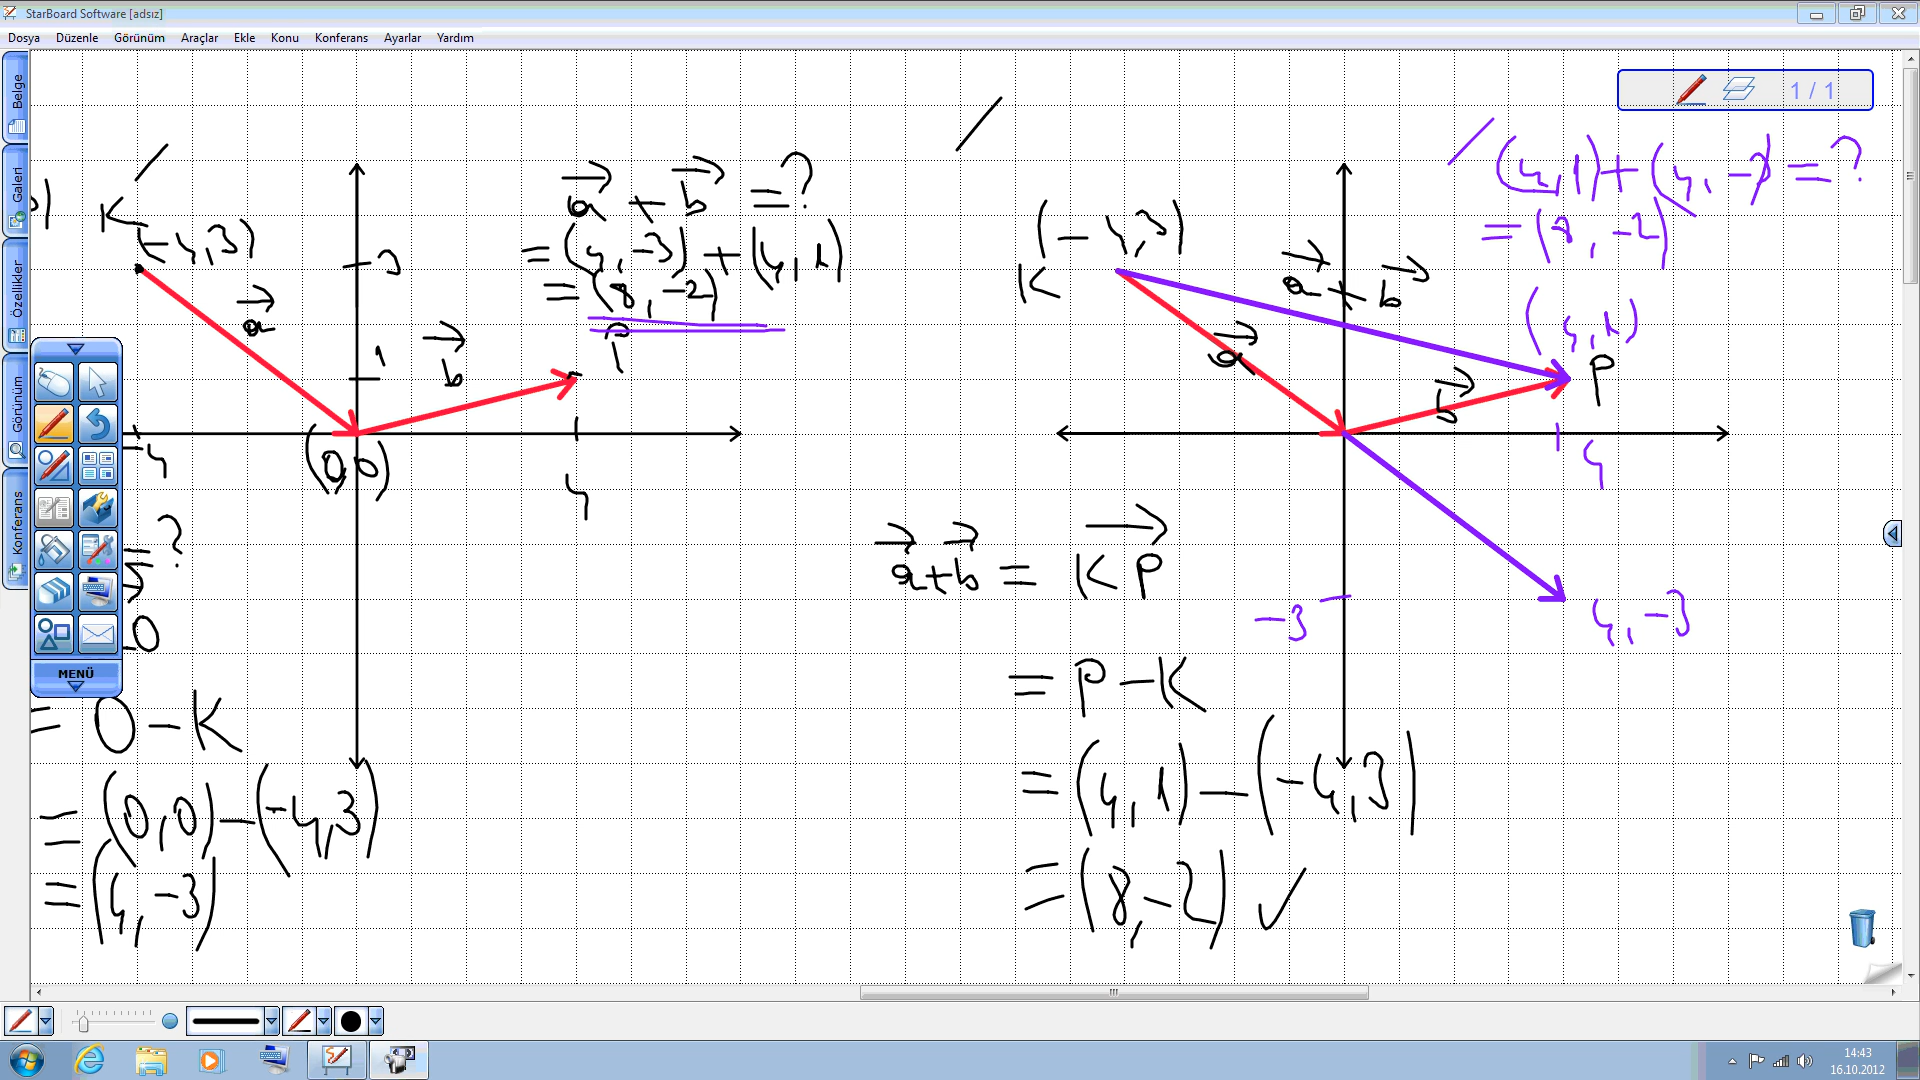 StarBoard Software [adsız]
Dosya Düzenle Görünüm Araçlar Ekle Konu Konferans Ayarlar Yardım
Belge
Galeri
Özellikler
Görünüm
Konferans
MENÜ
1 / 1
K
(-4,3)
3
a
1
b
P
-4
(0,0)
4
= ?
0
= 0 - K
= (0,0) - (-4,3)
= (4,-3)
a + b = ?
= (4,-3) + (4,1)
= (8,-2)
(-4,3)
K
a + b
a
b
(4,1)
P
4
-3
4, -3
(4,1) + (4,-3) = ?
= (8,-2)
a+b = KP
= P - K
= (4,1) - (-4,3)
= (8,-2) ✓
14:43
16.10.2012